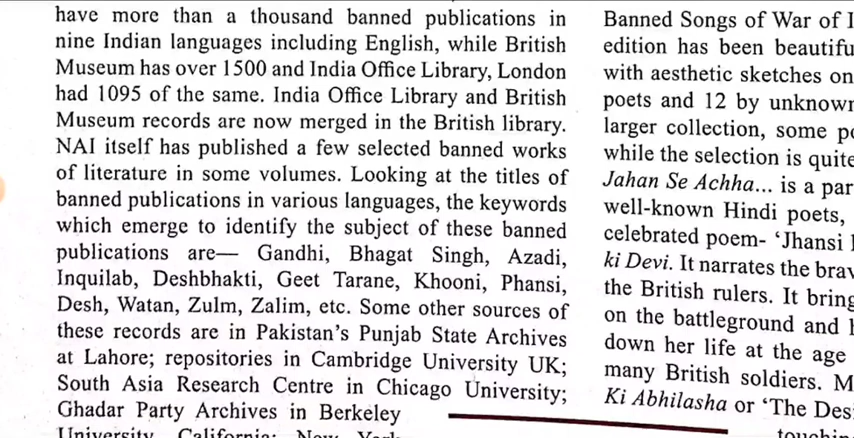 have more than a thousand banned publications in
nine Indian languages including English, while British
Museum has over 1500 and India Office Library, London
had 1095 of the same. India Office Library and British
Museum records are now merged in the British library.
NAI itself has published a few selected banned works
of literature in some volumes. Looking at the titles of
banned publications in various languages, the keywords
which emerge to identify the subject of these banned
publications are— Gandhi, Bhagat Singh, Azadi,
Inquilab, Deshbhakti, Geet Tarane, Khooni, Phansi,
Desh, Watan, Zulm, Zalim, etc. Some other sources of
these records are in Pakistan's Punjab State Archives
at Lahore; repositories in Cambridge University UK;
South Asia Research Centre in Chicago University;
Ghadar Party Archives in Berkeley
University, California; New York
Banned Songs of War of
edition has been
with aesthetic sketches on
poets and 12 by
larger collection, some
while the selection is quite
Jahan Se Achha... is a
well-known Hindi poets,
celebrated poem- 'Jhansi
ki Devi. It narrates the
the British rulers. It
on the battleground and
down her life at the age
many British soldiers.
Ki Abhilasha or 'The